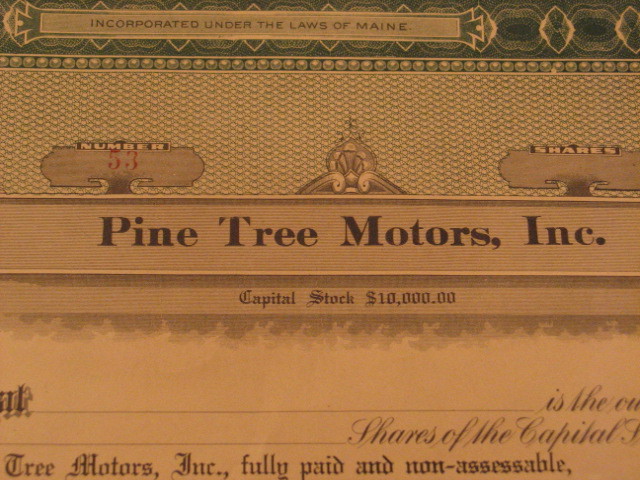 INCORPORATED UNDER THE LAWS OF MAINE.
NUMBER
53
SHARES
Pine Tree Motors, Inc.
Capital Stock $10,000.00
is the
Shares of the Capital
Tree Motors, Inc., fully paid and non-assessable,